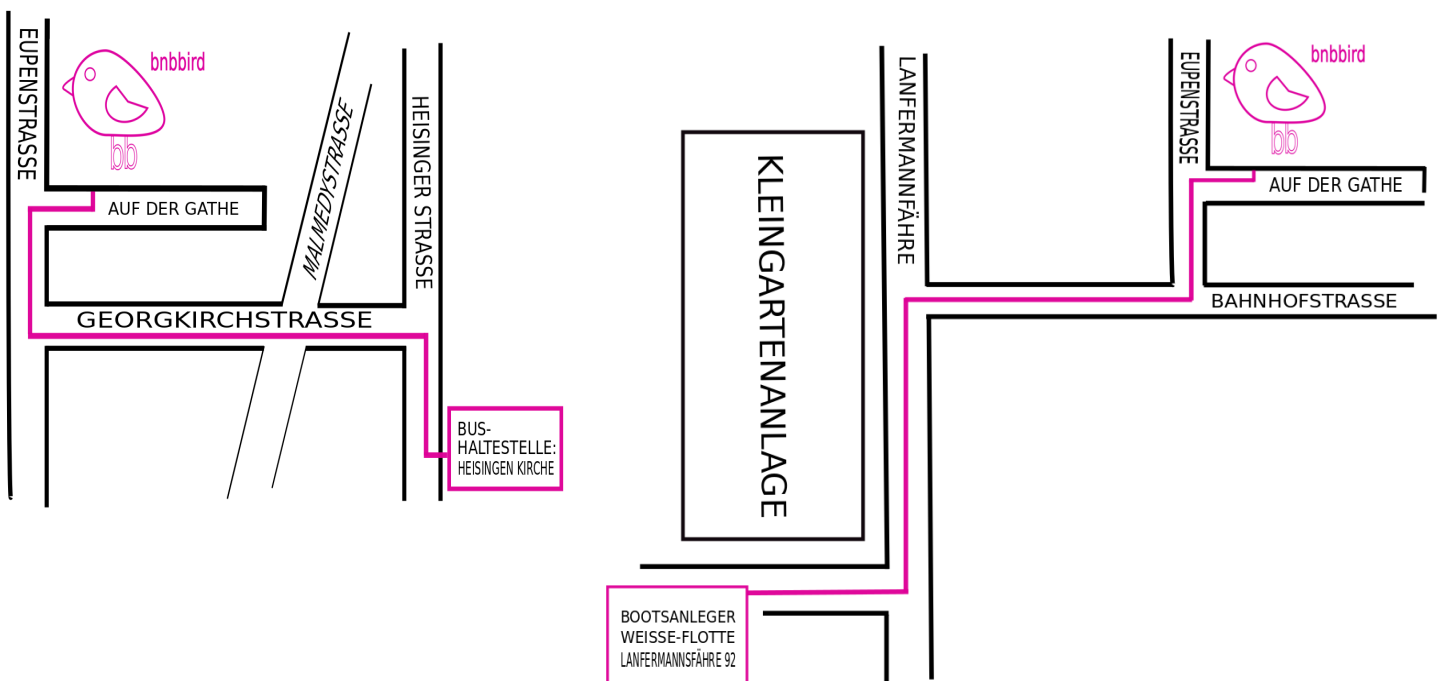 EUPENSTRASSE
bnbbird
bb
AUF DER GATHE
MALMEDYSTRASSE
HEISINGER STRASSE
GEORGKIRCHSTRASSE
BUS-
HALTESTELLE:
HEISINGEN KIRCHE
KLEINGARTENANLAGE
LANFERMANNFÄHRE
EUPENSTRASSE
bnbbird
bb
AUF DER GATHE
BAHNHOFSTRASSE
BOOTSANLEGER
WEISSE-FLOTTE
LANFERMANNSFÄHRE 92